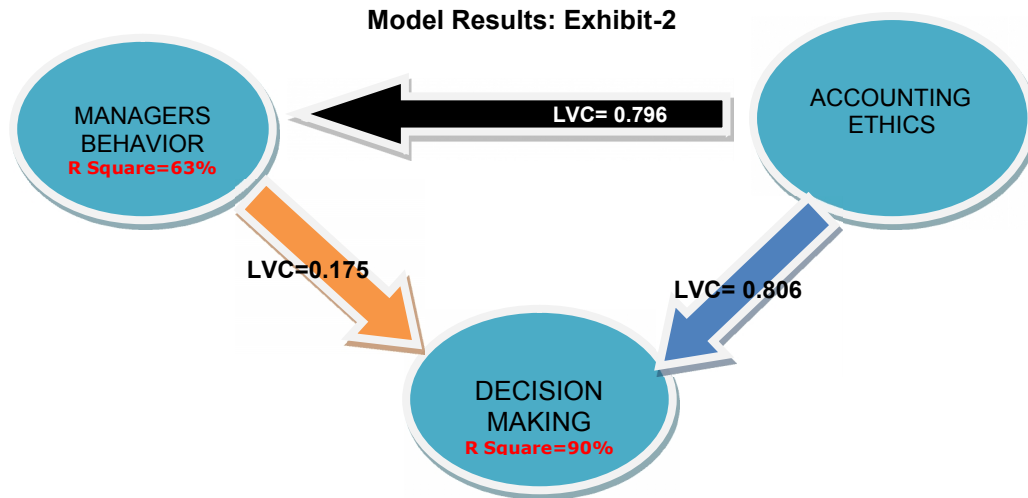 Model Results: Exhibit-2
MANAGERS
BEHAVIOR
R Square=63%
LVC= 0.796
ACCOUNTING
ETHICS
LVC=0.175
LVC= 0.806
DECISION
MAKING
R Square=90%